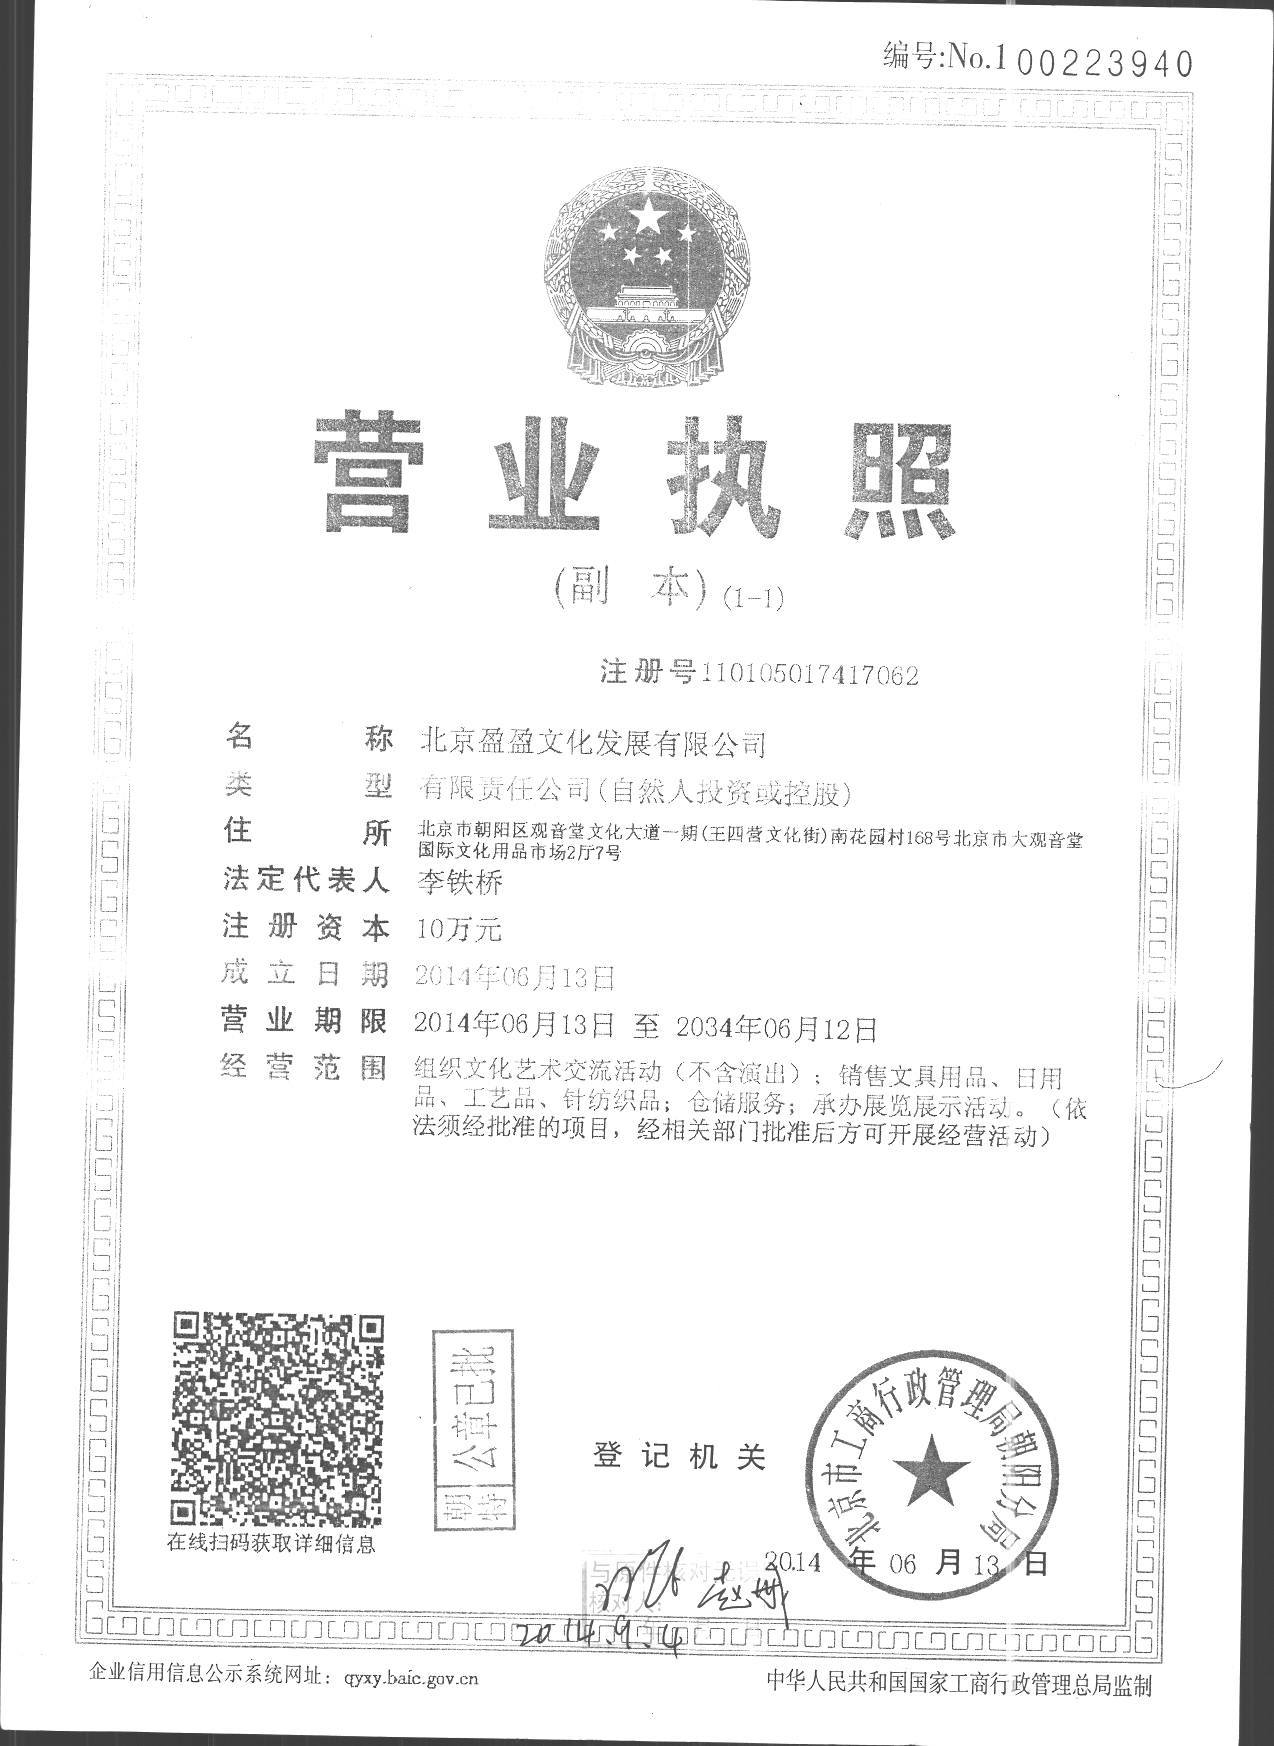 编号:No.1 00223940
营业执照
(副 本) (1-1)
注册号110105017417062
名称 北京盈盈文化发展有限公司
类型 有限责任公司(自然人投资或控股)
住所 北京市朝阳区观音堂文化大道一期(王四营文化街)南花园村168号北京市大观音堂
国际文化用品市场2厅7号
法定代表人 李铁桥
注册资本 10万元
成立日期 2014年06月13日
营业期限 2014年06月13日 至 2034年06月12日
经营范围 组织文化艺术交流活动（不含演出）；销售文具用品、日用
品、工艺品、针纺织品；仓储服务；承办展览展示活动。（依
法须经批准的项目，经相关部门批准后方可开展经营活动）
在线扫码获取详细信息
公章已批
登记机关
北京市工商行政管理局朝阳分局
2014 年 06 月 13 日
与原件核对无误
核对人：
2014.9.4
企业信用信息公示系统网址：qyxy.baic.gov.cn
中华人民共和国国家工商行政管理总局监制